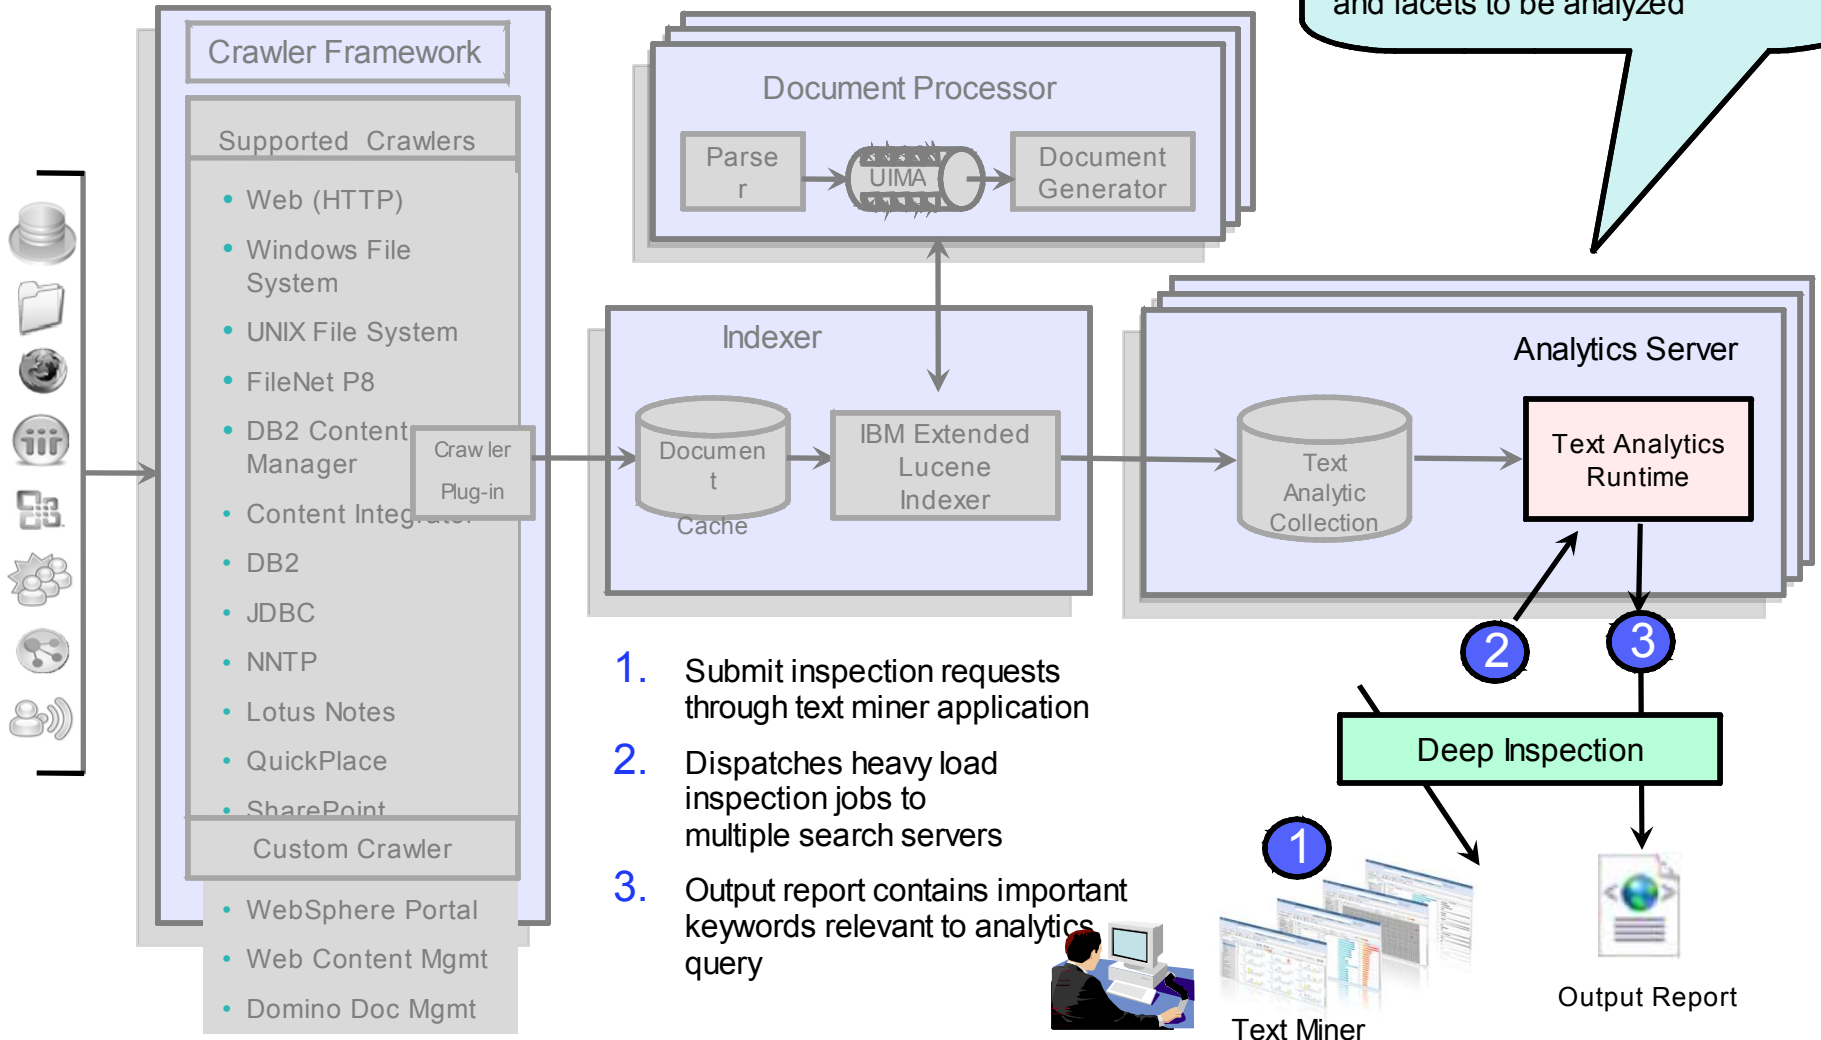 and facets to be analyzed
Crawler Framework
Supported Crawlers
• Web (HTTP)
• Windows File
System
• UNIX File System
• FileNet P8
• DB2 Content
Manager
• Content Integrator
• DB2
• JDBC
• NNTP
• Lotus Notes
• QuickPlace
• SharePoint
Custom Crawler
• WebSphere Portal
• Web Content Mgmt
• Domino Doc Mgmt
Crawler
Plug-in
Document Processor
Parse
r
UIMA
Document
Generator
Indexer
Documen
t
Cache
IBM Extended
Lucene
Indexer
Analytics Server
Text
Analytic
Collection
Text Analytics
Runtime
2
3
1. Submit inspection requests
through text miner application
2. Dispatches heavy load
inspection jobs to
multiple search servers
3. Output report contains important
keywords relevant to analytics
query
Deep Inspection
1
Text Miner
Output Report